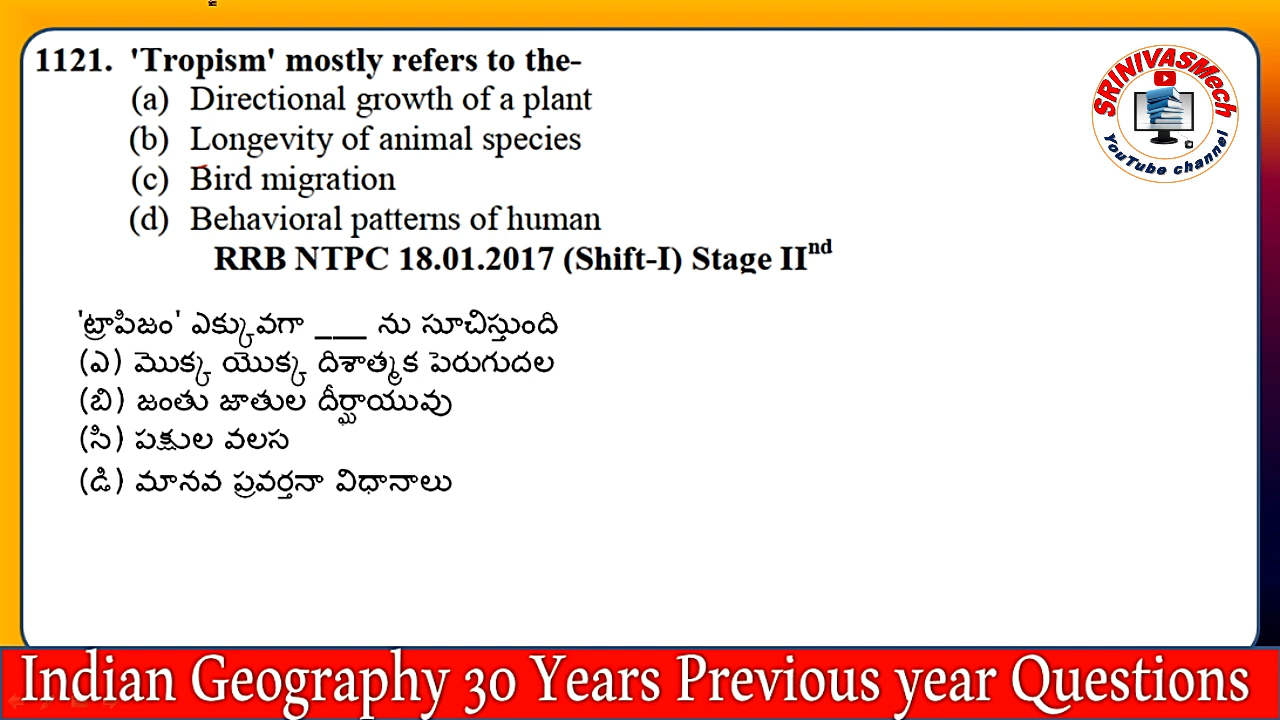 1121. 'Tropism' mostly refers to the-
(a) Directional growth of a plant
(b) Longevity of animal species
(c) Bird migration
(d) Behavioral patterns of human
RRB NTPC 18.01.2017 (Shift-I) Stage IInd
'ట్రాపిజం' ఎక్కువగా ___ ను సూచిస్తుంది
(ఎ) మొక్క యొక్క దిశాత్మక పెరుగుదల
(బి) జంతు జాతుల దీర్ఘాయువు
(సి) పక్షుల వలస
(డి) మానవ ప్రవర్తనా విధానాలు
SRINIVASMech
YouTube channel
Indian Geography 30 Years Previous year Questions